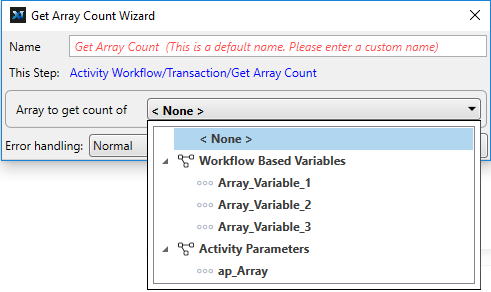 Get Array Count Wizard
Name Get Array Count (This is a default name. Please enter a custom name)
This Step: Activity Workflow/Transaction/Get Array Count
Array to get count of < None >
Error handling: Normal
< None >
Workflow Based Variables
Array_Variable_1
Array_Variable_2
Array_Variable_3
Activity Parameters
ap_Array